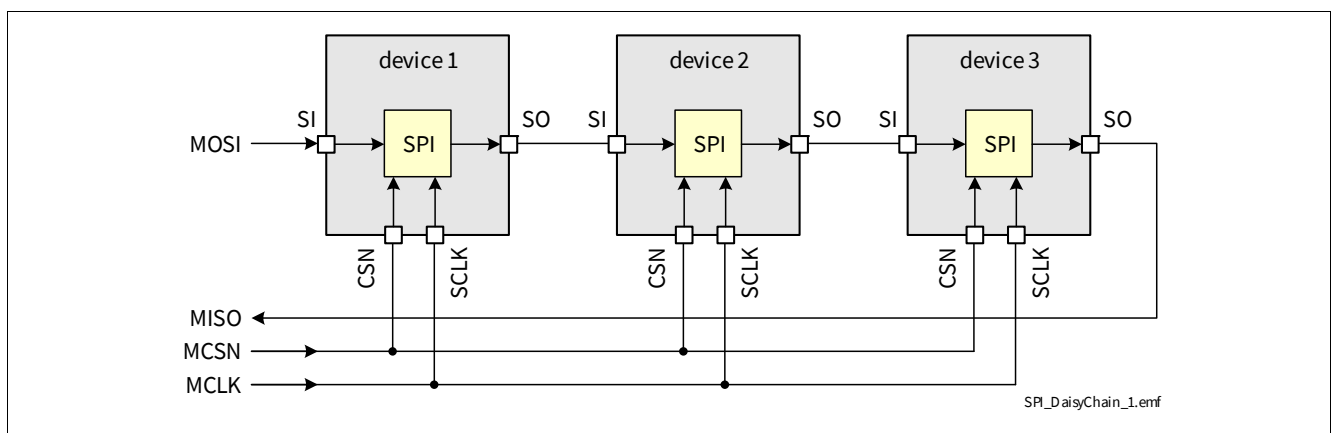 device 1
device 2
device 3
SI
SO
SI
SO
SI
SO
MOSI
SPI
SPI
SPI
CSN
SCLK
CSN
SCLK
CSN
SCLK
MISO
MCSN
MCLK
SPI_DaisyChain_1.emf